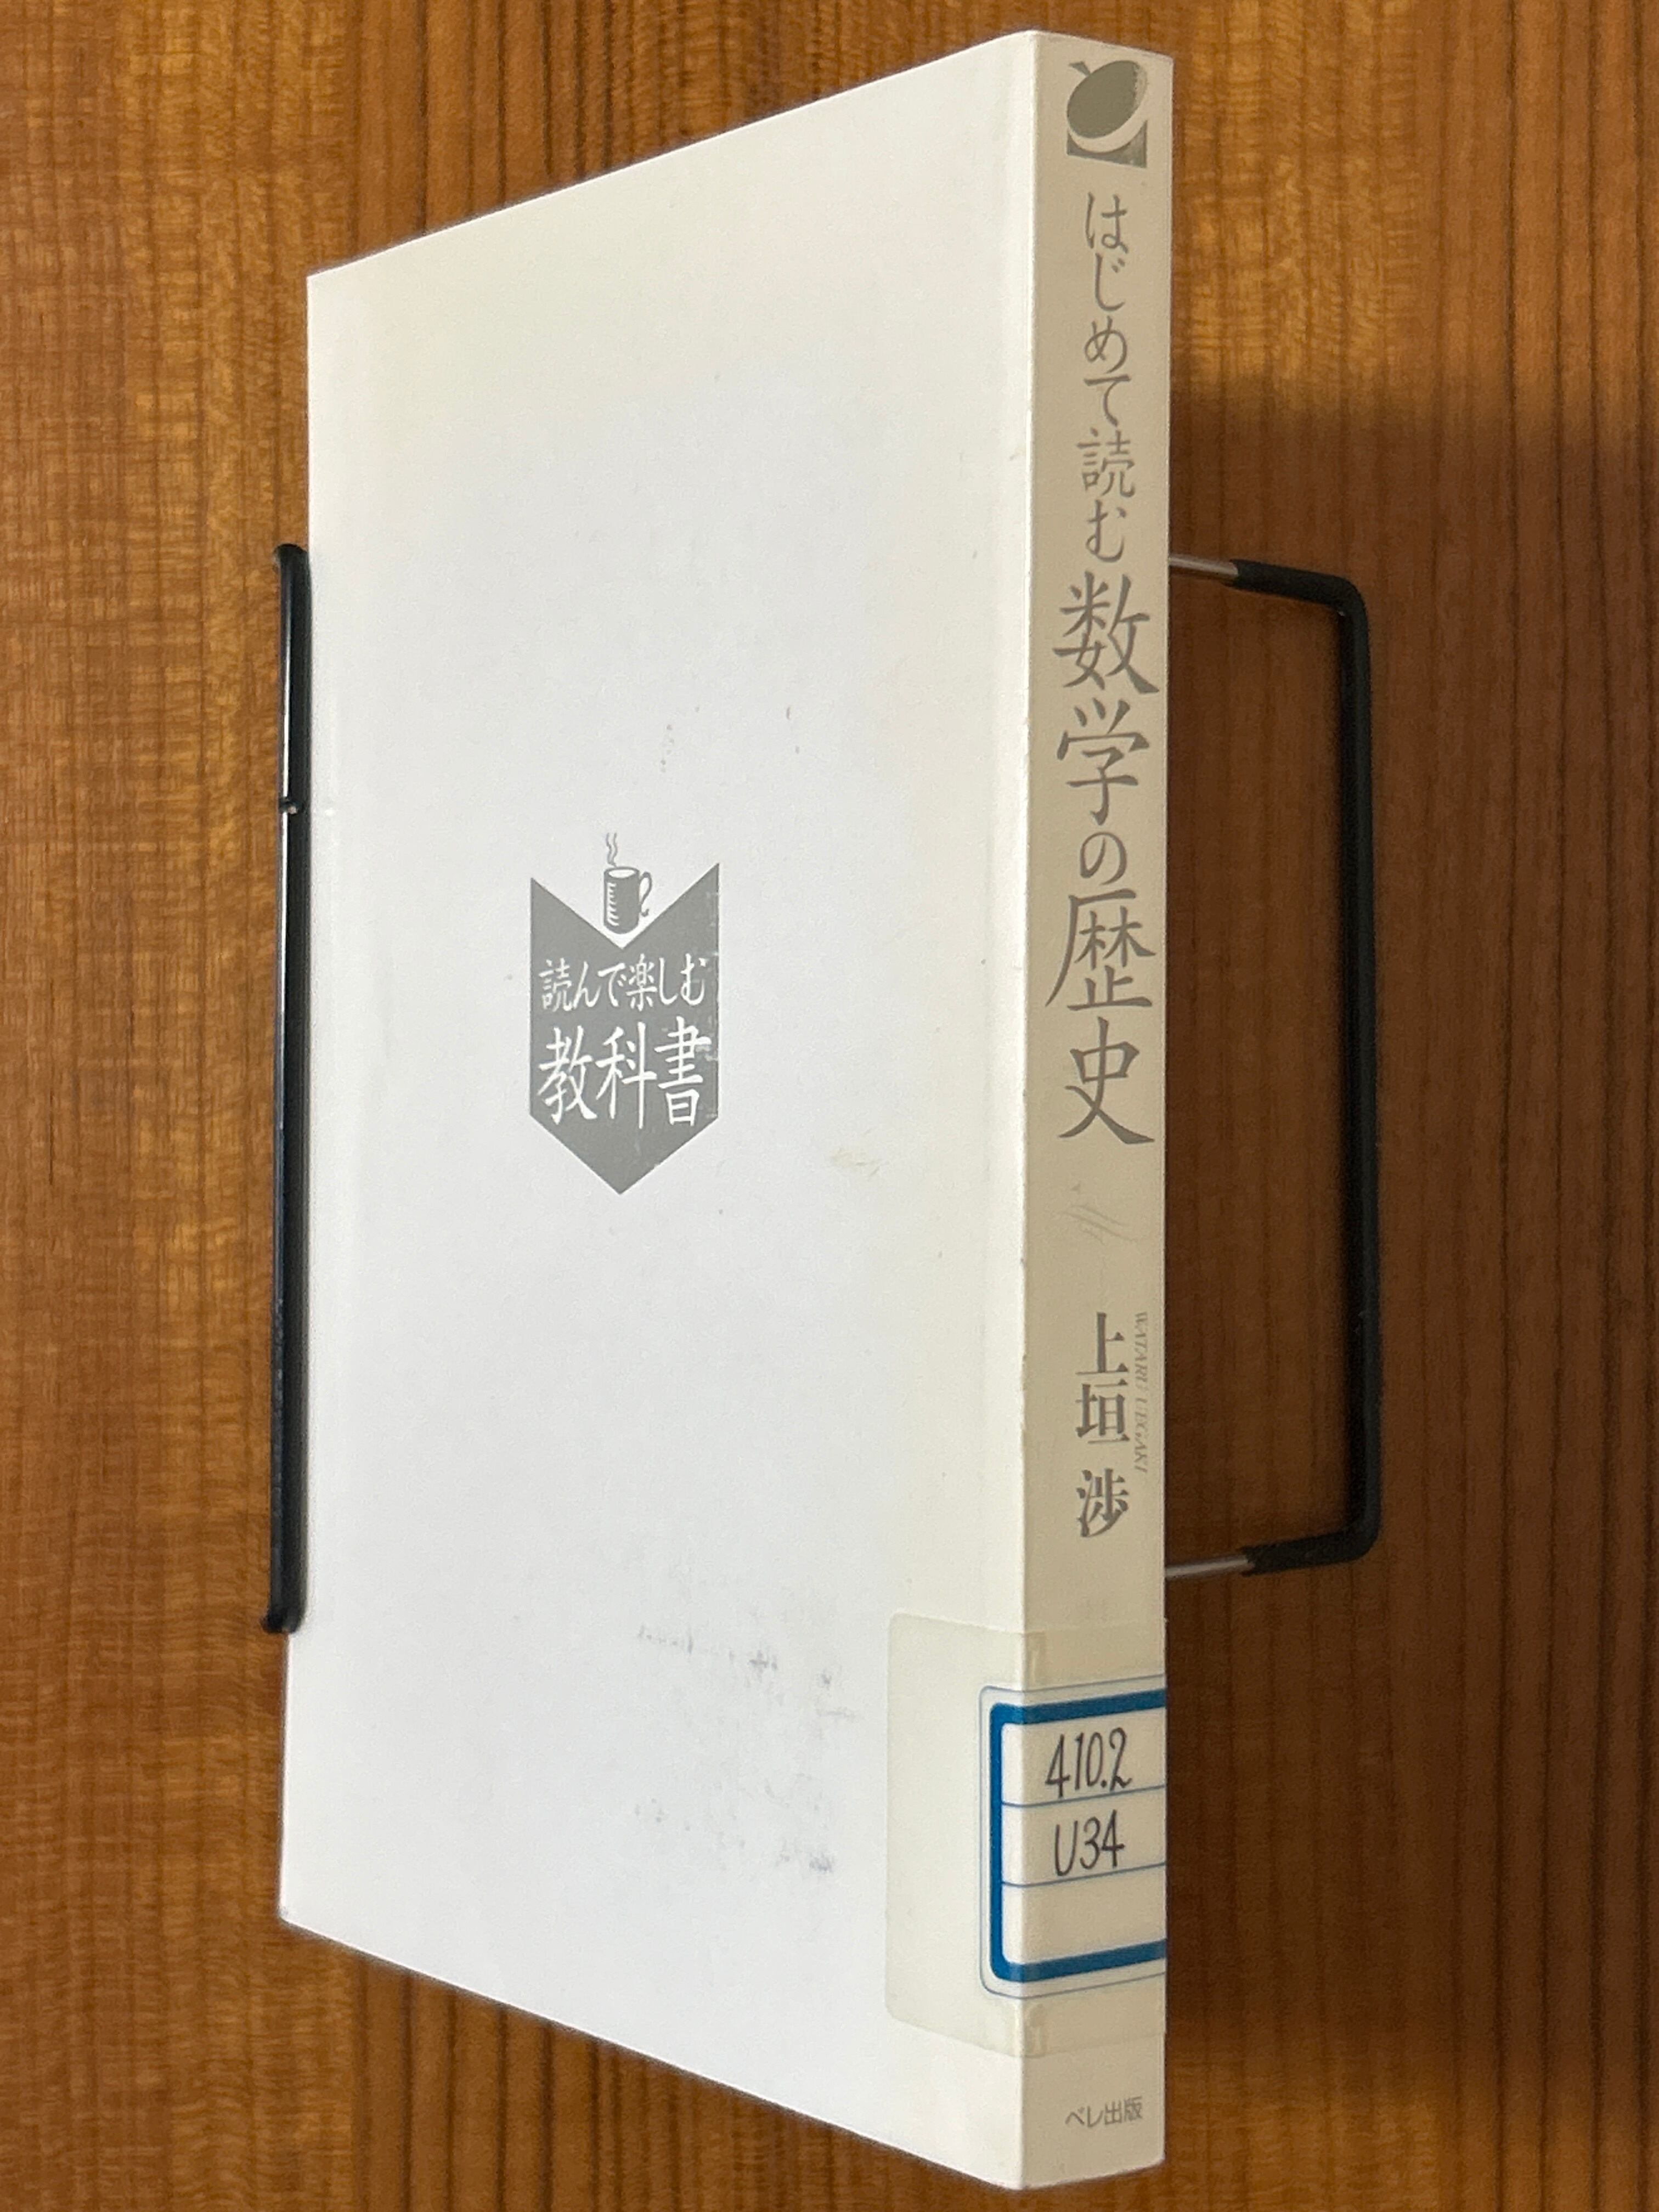 読んで楽しむ
教科書
はじめて読む数学の歴史
上垣 渉
WATARU UEGAKI
410.2
U34
ベレ出版